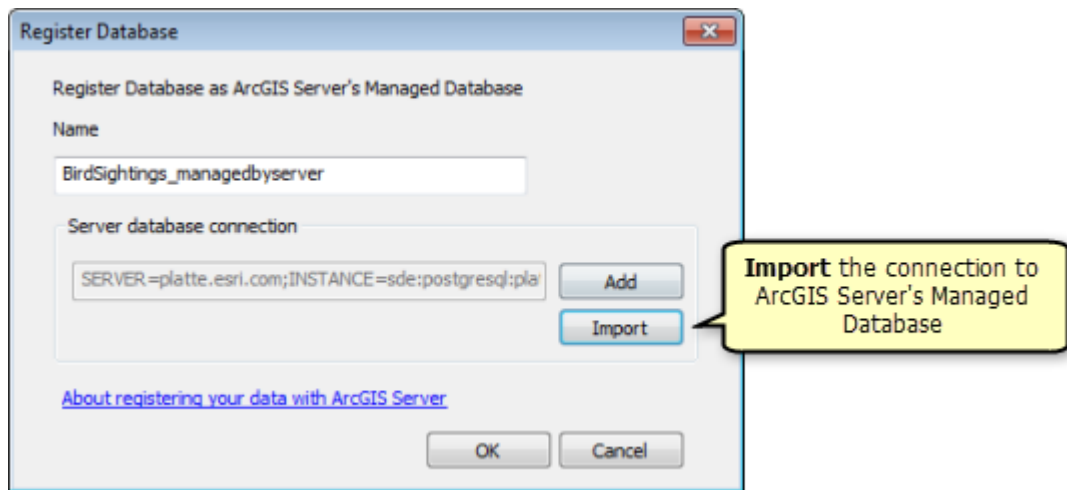 Register Database
Register Database as ArcGIS Server's Managed Database
Name
BirdSightings_managedbyserver
Server database connection
SERVER=platte.esri.com;INSTANCE=sde:postgresql:pla
Add
Import
Import the connection to
ArcGIS Server's Managed
Database
About registering your data with ArcGIS Server
OK
Cancel